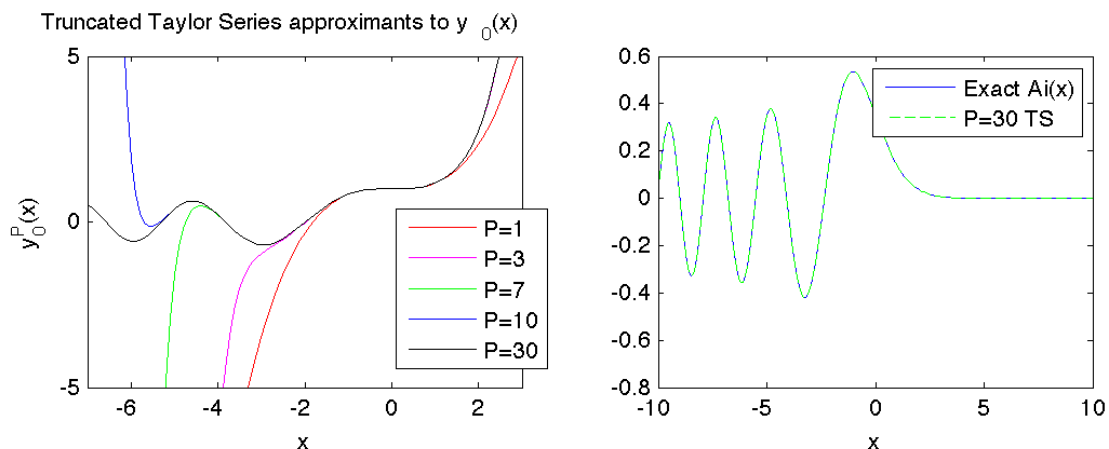 Truncated Taylor Series approximants to y 0(x)
5
0
-5
y0P(x)
-6
-4
-2
0
2
x
P=1
P=3
P=7
P=10
P=30
0.6
0.4
0.2
0
-0.2
-0.4
-0.6
-0.8
-10
-5
0
5
10
x
Exact Ai(x)
P=30 TS